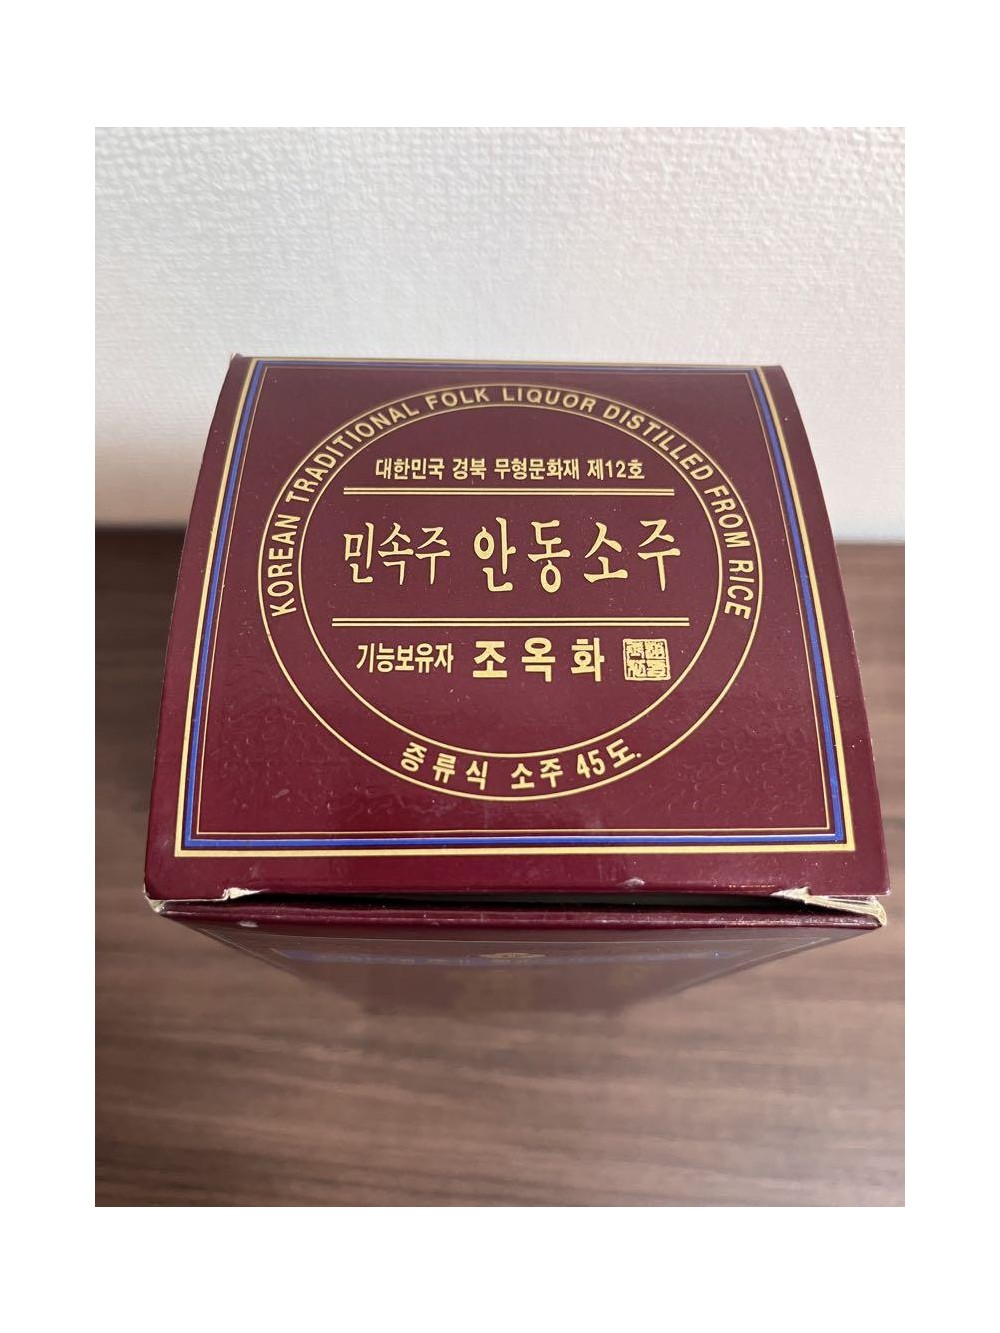 KOREAN TRADITIONAL FOLK LIQUOR DISTILLED FROM RICE
대한민국 경북 무형문화재 제12호
민속주 안동소주
기능보유자 조옥화
증류식 소주 45도.